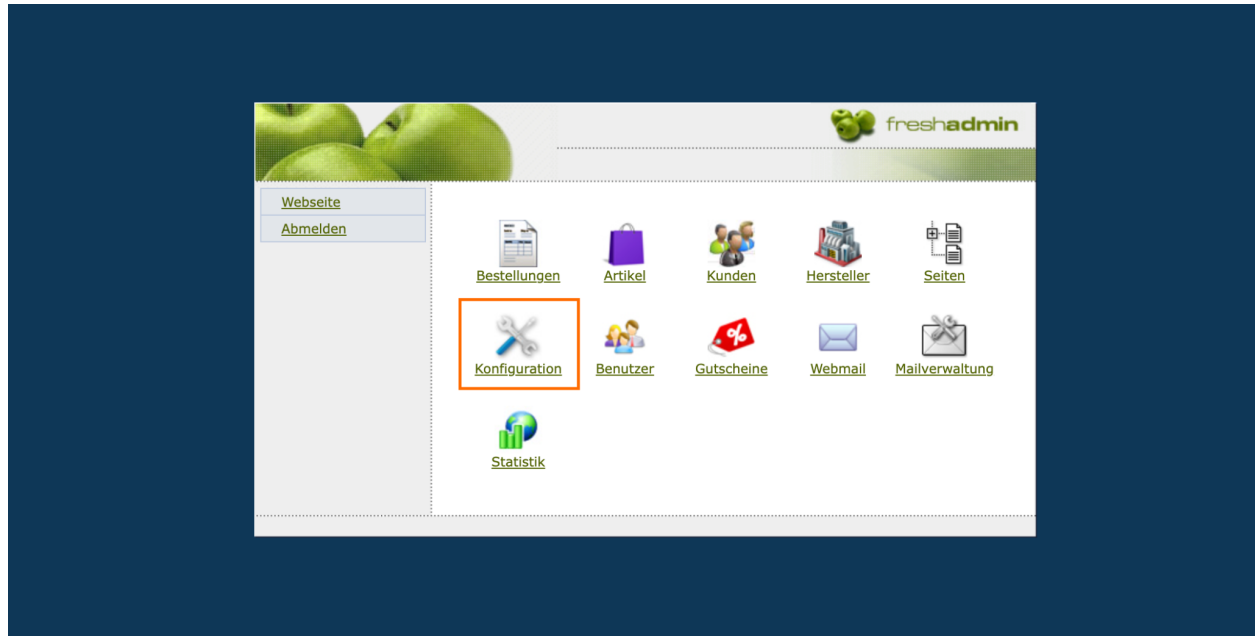 freshadmin
Webseite
Abmelden
Bestellungen Artikel Kunden Hersteller Seiten
%
Konfiguration Benutzer Gutscheine Webmail Mailverwaltung
Statistik